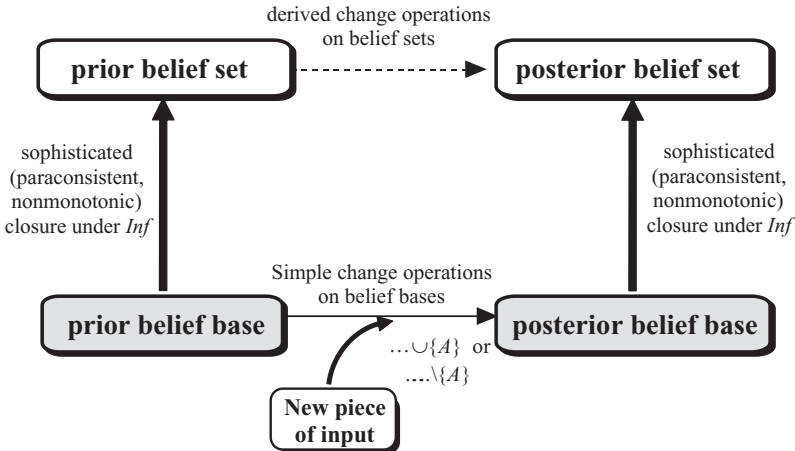 derived change operations
on belief sets
prior belief set
posterior belief set
sophisticated
(paraconsistent,
nonmonotonic)
closure under Inf
sophisticated
(paraconsistent,
nonmonotonic)
closure under Inf
Simple change operations
on belief bases
prior belief base
posterior belief base
…∪{A} or
....\{A}
New piece
of input